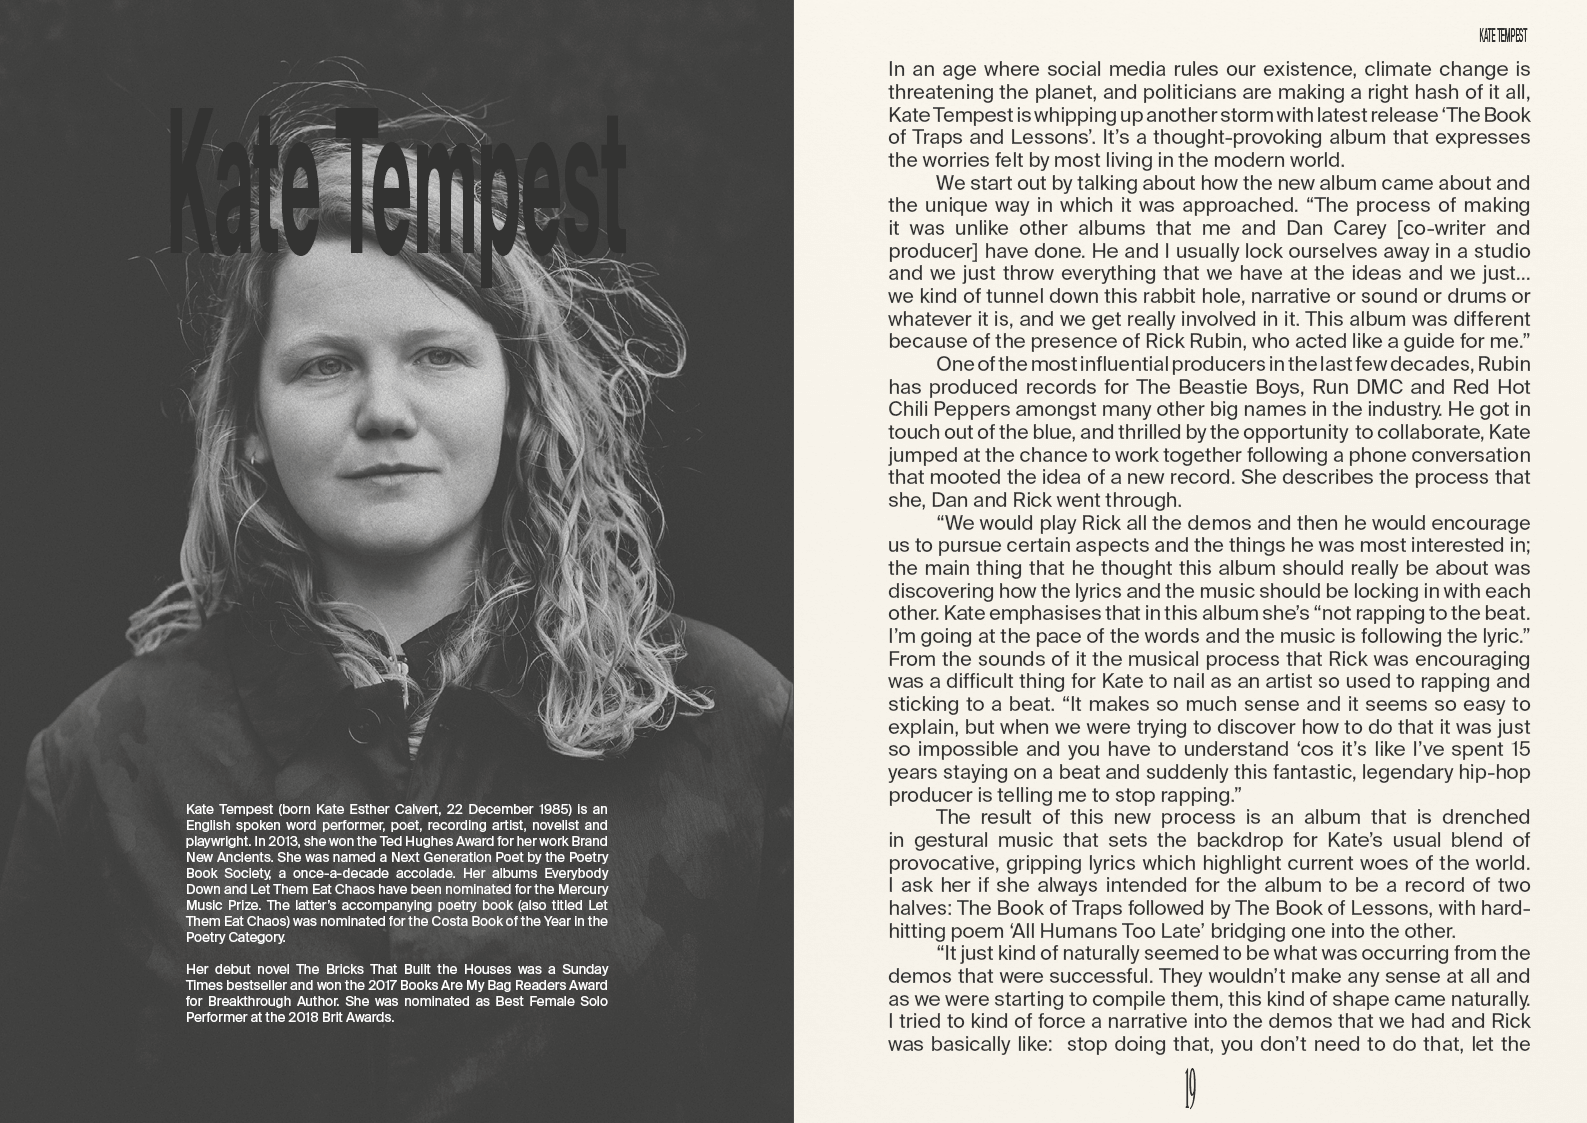 Kate Tempest
Kate Tempest (born Kate Esther Calvert, 22 December 1985) is an
English spoken word performer, poet, recording artist, novelist and
playwright. In 2013, she won the Ted Hughes Award for her work Brand
New Ancients. She was named a Next Generation Poet by the Poetry
Book Society, a once-a-decade accolade. Her albums Everybody
Down and Let Them Eat Chaos have been nominated for the Mercury
Music Prize. The latter’s accompanying poetry book (also titled Let
Them Eat Chaos) was nominated for the Costa Book of the Year in the
Poetry Category.
Her debut novel The Bricks That Built the Houses was a Sunday
Times bestseller and won the 2017 Books Are My Bag Readers Award
for Breakthrough Author. She was nominated as Best Female Solo
Performer at the 2018 Brit Awards.
KATE TEMPEST
In an age where social media rules our existence, climate change is
threatening the planet, and politicians are making a right hash of it all,
Kate Tempest is whipping up another storm with latest release ‘The Book
of Traps and Lessons’. It’s a thought-provoking album that expresses
the worries felt by most living in the modern world.
We start out by talking about how the new album came about and
the unique way in which it was approached. “The process of making
it was unlike other albums that me and Dan Carey [co-writer and
producer] have done. He and I usually lock ourselves away in a studio
and we just throw everything that we have at the ideas and we just...
we kind of tunnel down this rabbit hole, narrative or sound or drums or
whatever it is, and we get really involved in it. This album was different
because of the presence of Rick Rubin, who acted like a guide for me.”
One of the most influential producers in the last few decades, Rubin
has produced records for The Beastie Boys, Run DMC and Red Hot
Chili Peppers amongst many other big names in the industry. He got in
touch out of the blue, and thrilled by the opportunity to collaborate, Kate
jumped at the chance to work together following a phone conversation
that mooted the idea of a new record. She describes the process that
she, Dan and Rick went through.
“We would play Rick all the demos and then he would encourage
us to pursue certain aspects and the things he was most interested in;
the main thing that he thought this album should really be about was
discovering how the lyrics and the music should be locking in with each
other. Kate emphasises that in this album she’s “not rapping to the beat.
I’m going at the pace of the words and the music is following the lyric.”
From the sounds of it the musical process that Rick was encouraging
was a difficult thing for Kate to nail as an artist so used to rapping and
sticking to a beat. “It makes so much sense and it seems so easy to
explain, but when we were trying to discover how to do that it was just
so impossible and you have to understand ‘cos it’s like I’ve spent 15
years staying on a beat and suddenly this fantastic, legendary hip-hop
producer is telling me to stop rapping.”
The result of this new process is an album that is drenched
in gestural music that sets the backdrop for Kate’s usual blend of
provocative, gripping lyrics which highlight current woes of the world.
I ask her if she always intended for the album to be a record of two
halves: The Book of Traps followed by The Book of Lessons, with hard-
hitting poem ‘All Humans Too Late’ bridging one into the other.
“It just kind of naturally seemed to be what was occurring from the
demos that were successful. They wouldn’t make any sense at all and
as we were starting to compile them, this kind of shape came naturally.
I tried to kind of force a narrative into the demos that we had and Rick
was basically like: stop doing that, you don’t need to do that, let the
19